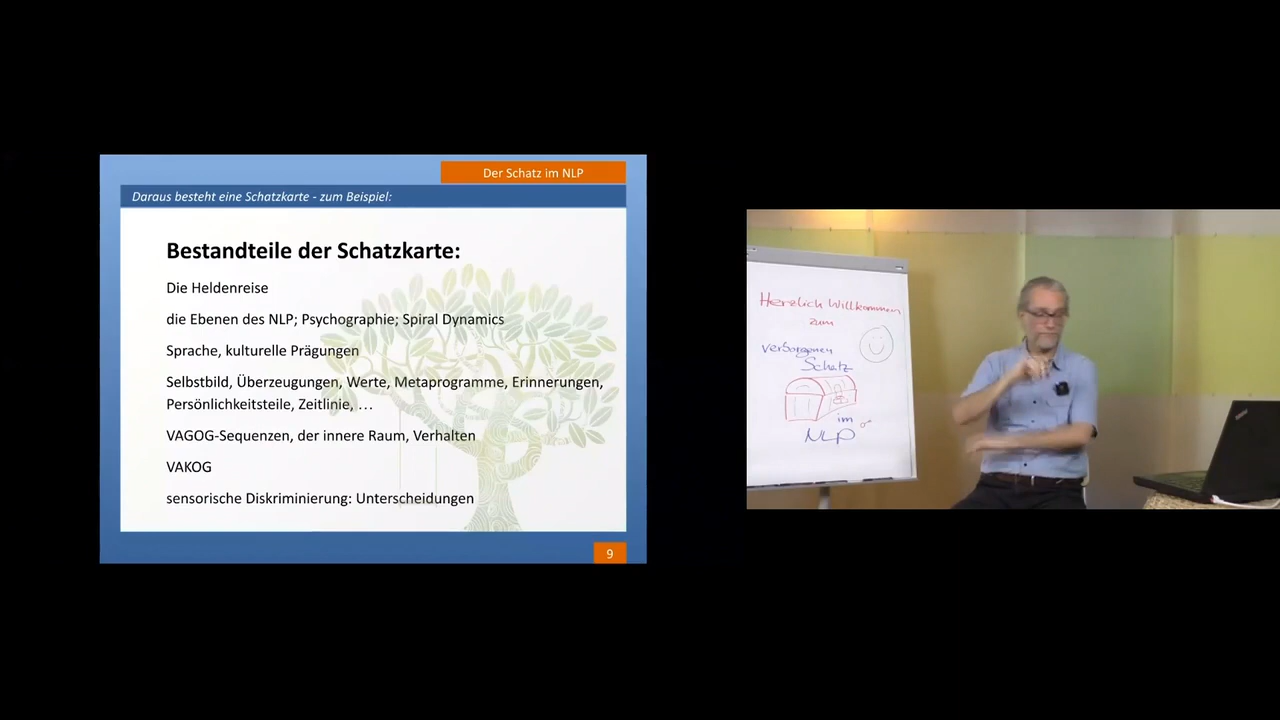 Der Schatz im NLP
Daraus besteht eine Schatzkarte - zum Beispiel:
Bestandteile der Schatzkarte:
Die Heldenreise
die Ebenen des NLP; Psychographie; Spiral Dynamics
Sprache, kulturelle Prägungen
Selbstbild, Überzeugungen, Werte, Metaprogramme, Erinnerungen,
Persönlichkeitsteile, Zeitlinie, …
VAGOG-Sequenzen, der innere Raum, Verhalten
VAKOG
sensorische Diskriminierung: Unterscheidungen
9
Herzlich Willkommen
zum
verborgenen
Schatz
im
NLP